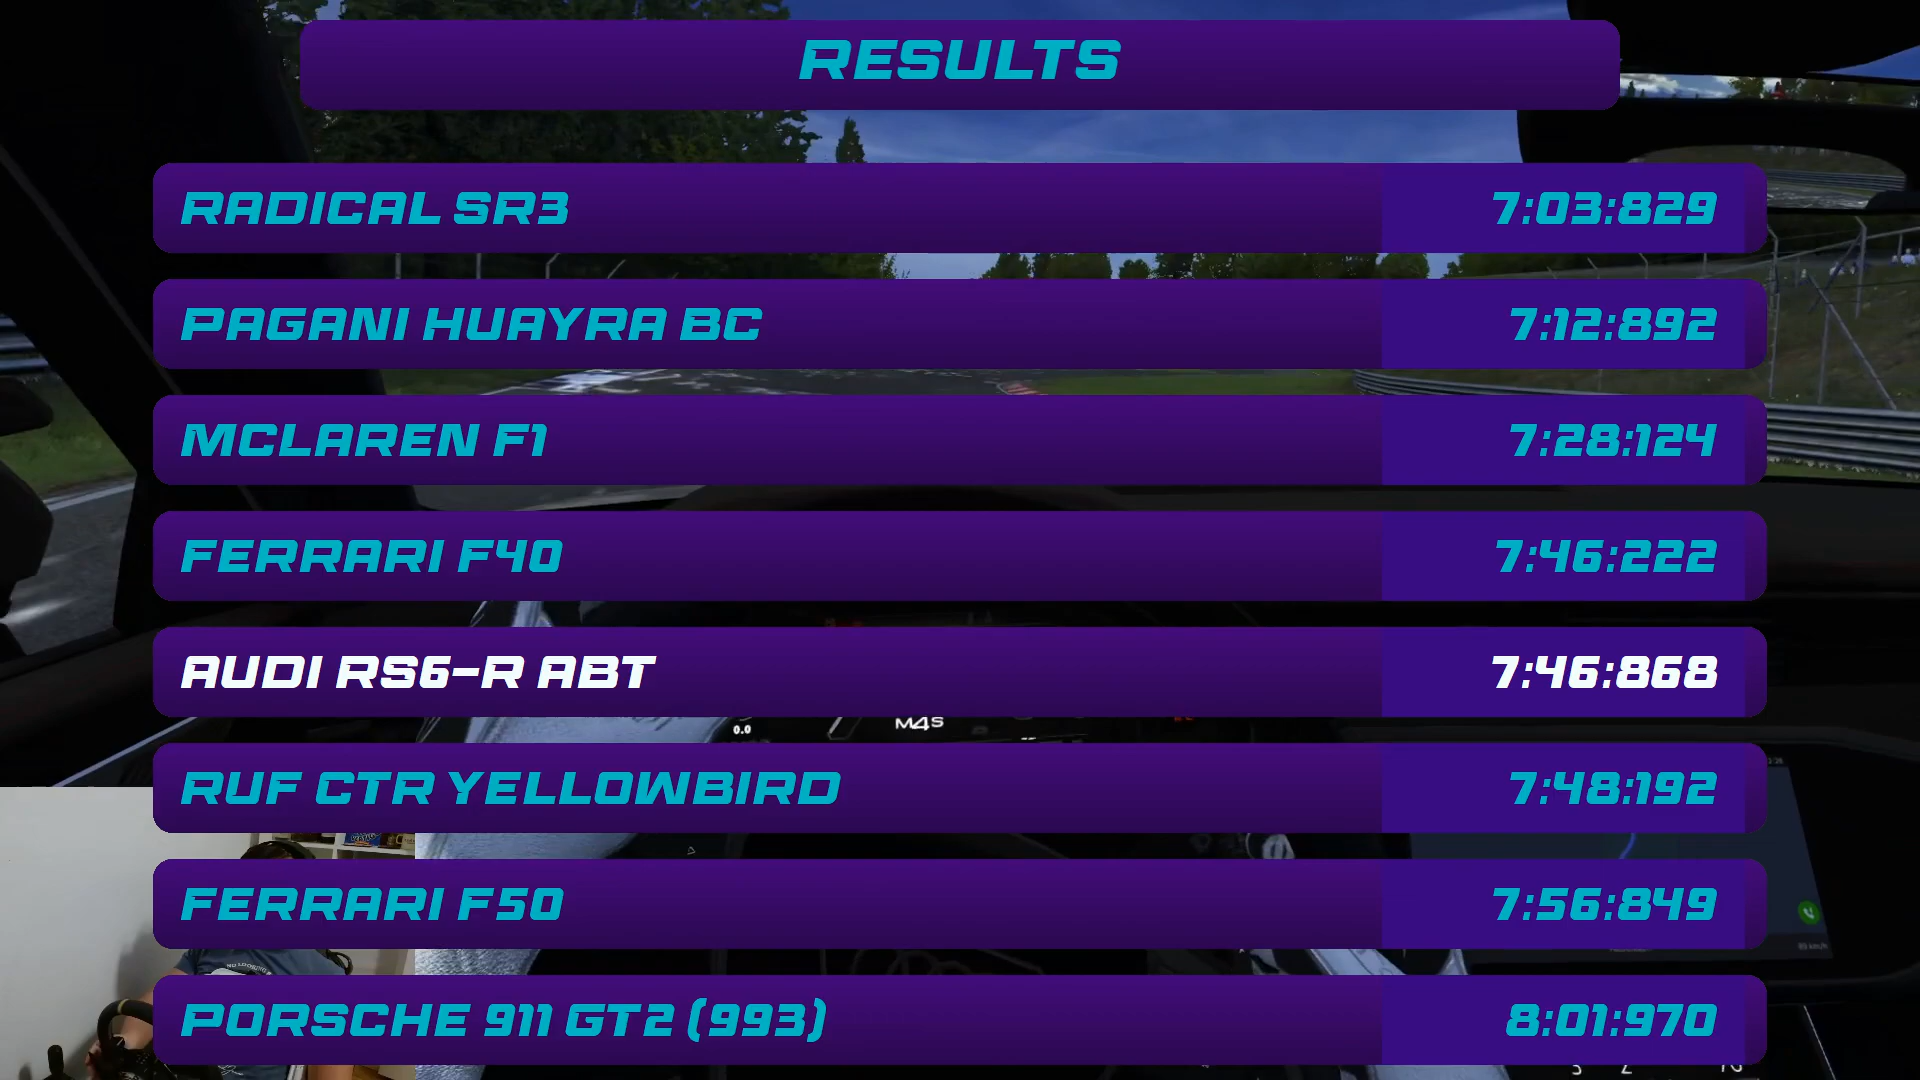 RESULTS
RADICAL SR3 7:03:829
PAGANI HUAYRA BC 7:12:892
MCLAREN F1 7:28:124
FERRARI F40 7:46:222
AUDI RS6-R ABT 7:46:868
0.0 M4S
RUF CTR YELLOWBIRD 7:48:192
FERRARI F50 7:56:849
NO LOOKING
PORSCHE 911 GT2 (993) 8:01:970